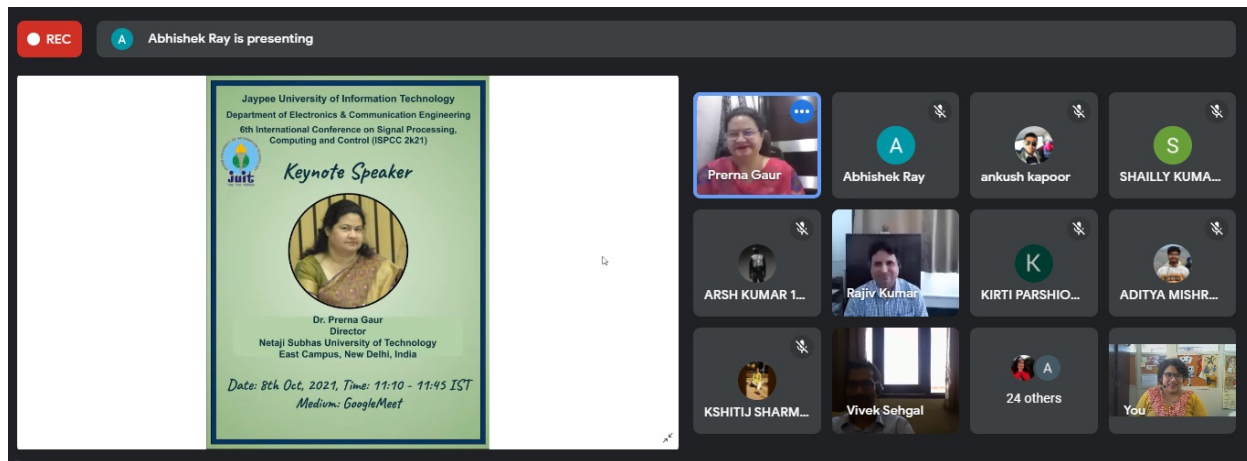 REC
A
Abhishek Ray is presenting
Jaypee University of Information Technology
Department of Electronics & Communication Engineering
6th International Conference on Signal Processing,
Computing and Control (ISPCC 2k21)
juit
Keynote Speaker
Dr. Prerna Gaur
Director
Netaji Subhas University of Technology
East Campus, New Delhi, India
Date: 8th Oct, 2021, Time: 11:10 - 11:45 IST
Medium: GoogleMeet
Prerna Gaur
A
Abhishek Ray
ankush kapoor
S
SHAILLY KUMA...
ARSH KUMAR 1...
Rajiv Kumar
K
KIRTI PARSHIO...
ADITYA MISHR...
KSHITIJ SHARM...
Vivek Sehgal
A
24 others
You